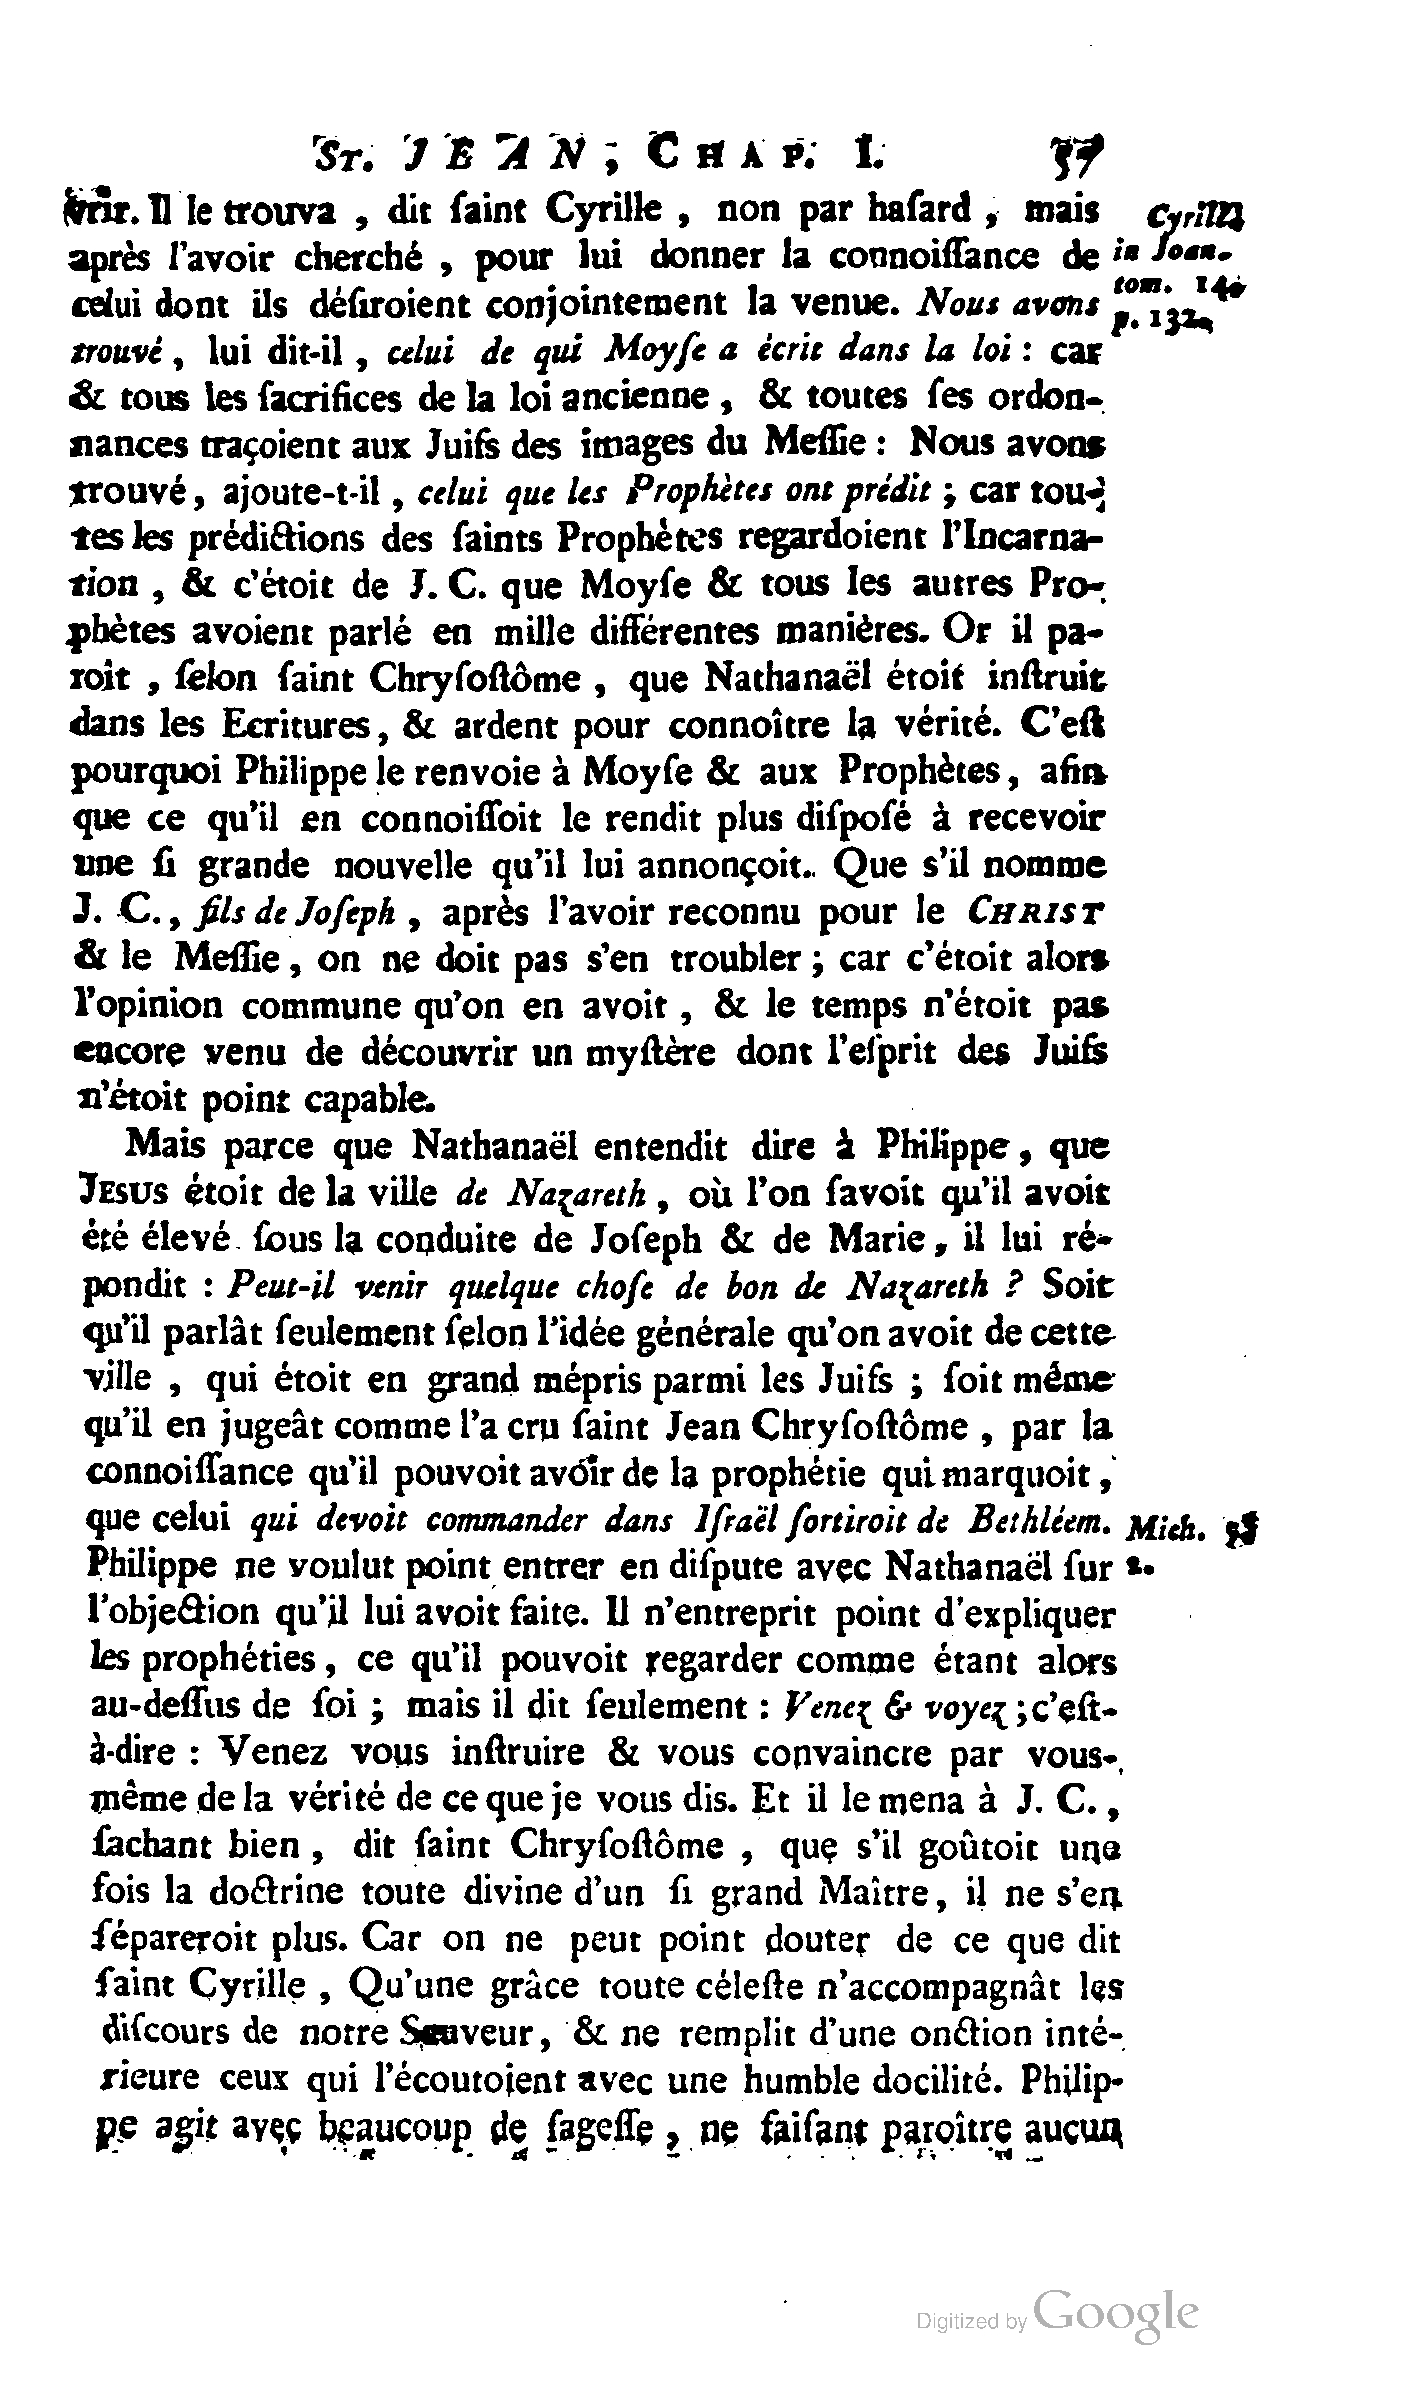 ST. JEAN, CHAP. I. 57
vrir. Il le trouva , dit ſaint Cyrille , non par haſard , mais
après l'avoir cherché , pour lui donner la connoiſſance de
celui dont ils déſiroient conjointement la venue. Nous avons
trouvé , lui dit-il , celui de qui Moyſe a écrit dans la loi : car
& tous les ſacrifices de la loi ancienne , & toutes ſes ordon-
nances traçoient aux Juifs des images du Meſſie : Nous avons
trouvé , ajoute-t-il , celui que les Prophètes ont prédit ; car tou-
tes les prédictions des ſaints Prophètes regardoient l'Incarna-
tion , & c'étoit de J. C. que Moyſe & tous les autres Pro-
phètes avoient parlé en mille différentes manières. Or il pa-
roit , ſelon ſaint Chryſoſtôme , que Nathanaël étoit inſtruit
dans les Ecritures, & ardent pour connoître la vérité. C'eſt
pourquoi Philippe le renvoie à Moyſe & aux Prophètes, afin
que ce qu'il en connoiſſoit le rendit plus diſpoſé à recevoir
une ſi grande nouvelle qu'il lui annonçoit. Que s'il nomme
J. C., fils de Joſeph , après l'avoir reconnu pour le CHRIST
& le Meſſie , on ne doit pas s'en troubler ; car c'étoit alors
l'opinion commune qu'on en avoit , & le temps n'étoit pas
encore venu de découvrir un myſtère dont l'eſprit des Juifs
n'étoit point capable.
Mais parce que Nathanaël entendit dire à Philippe , que
JESUS étoit de la ville de Nazareth , où l'on ſavoit qu'il avoit
été élevé ſous la conduite de Joſeph & de Marie , il lui ré-
pondit : Peut-il venir quelque choſe de bon de Nazareth ? Soit
qu'il parlât ſeulement ſelon l'idée générale qu'on avoit de cette
ville , qui étoit en grand mépris parmi les Juifs ; ſoit même
qu'il en jugeât comme l'a cru ſaint Jean Chryſoſtôme , par la
connoiſſance qu'il pouvoit avoir de la prophétie qui marquoit ,
que celui qui devoit commander dans Iſraël ſortiroit de Bethléem.
Philippe ne voulut point entrer en diſpute avec Nathanaël ſur
l'objection qu'il lui avoit faite. Il n'entreprit point d'expliquer
les prophéties , ce qu'il pouvoit regarder comme étant alors
au-deſſus de ſoi ; mais il dit ſeulement : Venez & voyez ; c'eſt-
à-dire : Venez vous inſtruire & vous convaincre par vous-
même de la vérité de ce que je vous dis. Et il le mena à J. C. ,
ſachant bien , dit ſaint Chryſoſtôme , que s'il goûtoit une
fois la doctrine toute divine d'un ſi grand Maître , il ne s'en
ſépareroit plus. Car on ne peut point douter de ce que dit
ſaint Cyrille , Qu'une grâce toute céleſte n'accompagnât les
diſcours de notre Sauveur , & ne remplit d'une onction inté-
rieure ceux qui l'écoutoient avec une humble docilité. Philip-
pe agit avec beaucoup de ſageſſe , ne faiſant paroître aucun
Cyrill.
in Joan.
tom. 14.
p. 132.
Mich. 5.
2.
Digitized by Google